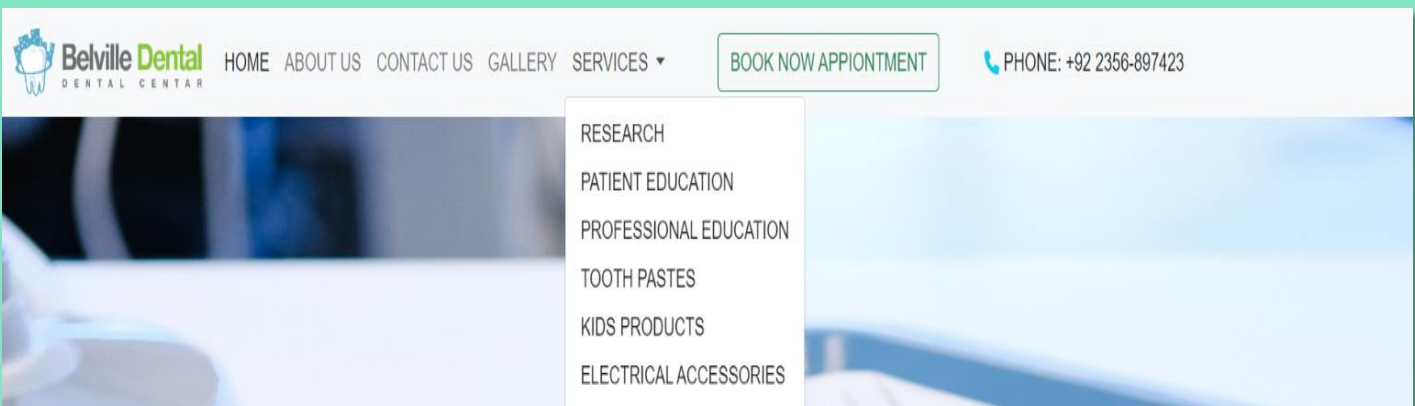 Belville Dental
DENTAL CENTAR
HOME ABOUT US CONTACT US GALLERY SERVICES
BOOK NOW APPIONTMENT
PHONE: +92 2356-897423
RESEARCH
PATIENT EDUCATION
PROFESSIONAL EDUCATION
TOOTH PASTES
KIDS PRODUCTS
ELECTRICAL ACCESSORIES